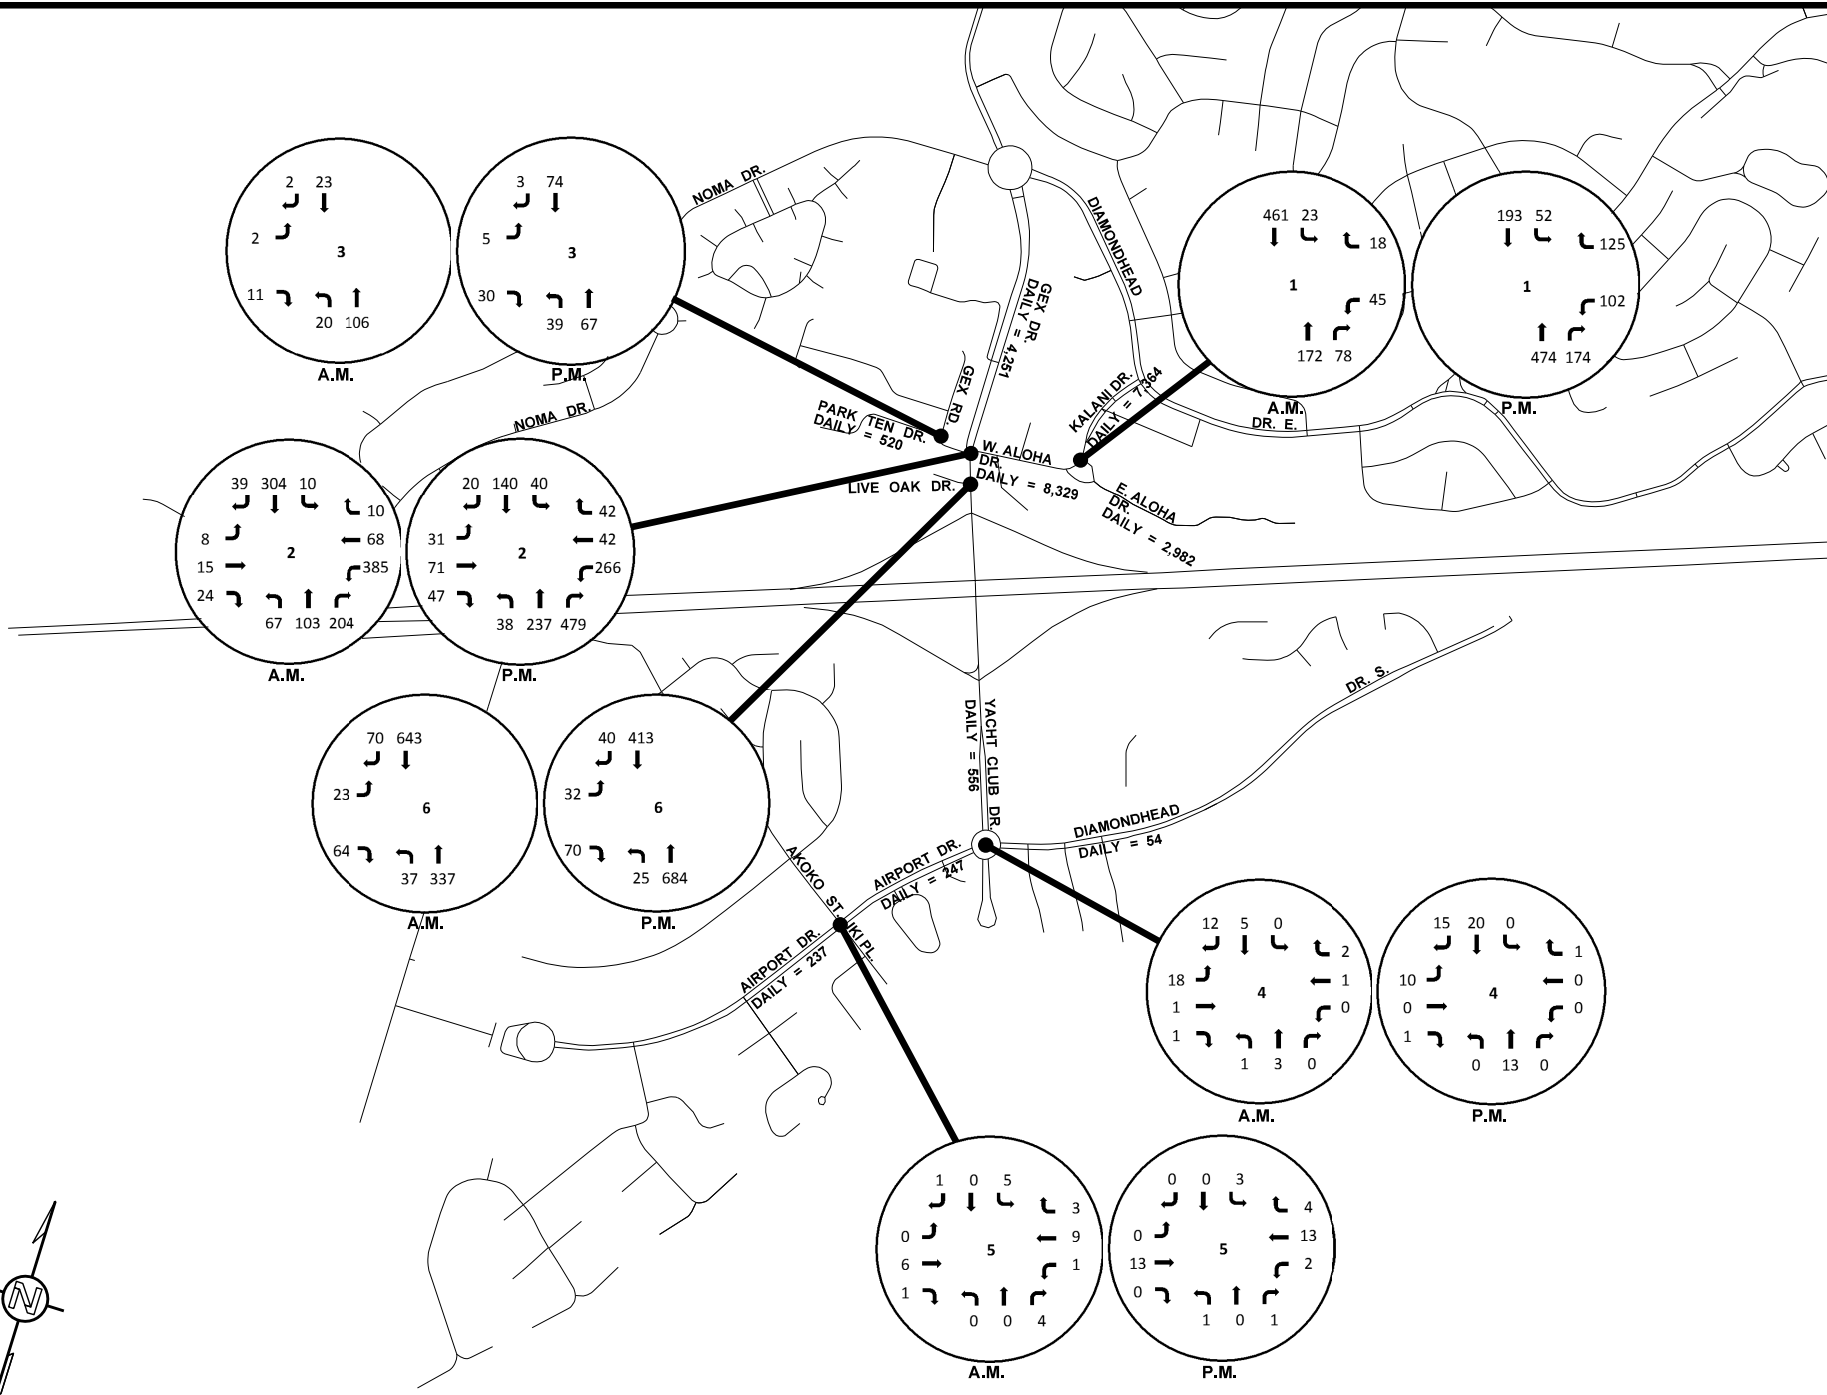 NOMA DR.
2 23
2
3
11
20 106
A.M.
3 74
5
3
30
39 67
P.M.
DIAMONDHEAD
DR. E.
GEX DR.
DAILY = 4,251
461 23
18
1
45
172 78
A.M.
193 52
125
1
102
474 174
P.M.
NOMA DR.
GEX RD.
PARK TEN DR.
DAILY = 520
KALANI DR.
DAILY = 7,364
W. ALOHA
DR.
DAILY = 8,329
LIVE OAK DR.
E. ALOHA
DR.
DAILY = 2,982
39 304 10
10
8
68
2
15
385
24
67 103 204
A.M.
20 140 40
42
31
42
2
71
266
47
38 237 479
P.M.
70 643
23
6
64
37 337
A.M.
40 413
32
6
70
25 684
P.M.
YACHT CLUB DR.
DAILY = 556
DR. S.
DIAMONDHEAD
DAILY = 54
AIRPORT DR.
DAILY = 247
AKOKO ST.
IKI PL.
AIRPORT DR.
DAILY = 237
12 5 0
2
18
1
4
1
0
1
1 3 0
A.M.
15 20 0
1
10
0
4
0
0
1
0 13 0
P.M.
1 0 5
3
0
9
5
6
1
1
0 0 4
A.M.
0 0 3
4
0
13
5
13
2
0
1 0 1
P.M.
N